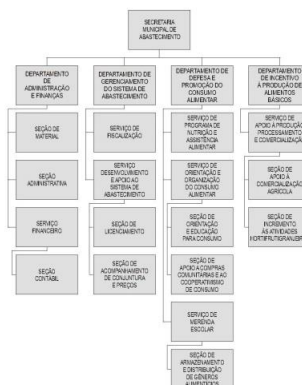 SECRETARIA
MUNICIPAL DE
ABASTECIMENTO
DEPARTAMENTO
DE
ADMINISTRAÇÃO
E FINANÇAS
SEÇÃO DE
MATERIAL
SEÇÃO
ADMINISTRATIVA
SERVIÇO
FINANCEIRO
SEÇÃO
CONTÁBIL
DEPARTAMENTO DE
GERENCIAMENTO
DO SISTEMA DE
ABASTECIMENTO
SERVIÇO DE
FISCALIZAÇÃO
SERVIÇO
DESENVOLVIMENTO
E APOIO AO
SISTEMA DE
ABASTECIMENTO
SEÇÃO DE
LICENCIAMENTO
SEÇÃO DE
ACOMPANHAMENTO
DE CONJUNTURA
E PREÇOS
DEPARTAMENTO DE
DEFESA E
PROMOÇÃO DO
CONSUMO
ALIMENTAR
SERVIÇO DE
PROGRAMA DE
NUTRIÇÃO E
ASSISTÊNCIA
ALIMENTAR
SERVIÇO DE
ORIENTAÇÃO E
ORGANIZAÇÃO
DO CONSUMO
ALIMENTAR
SEÇÃO DE
ORIENTAÇÃO
E EDUCAÇÃO
PARA CONSUMO
SEÇÃO DE
APOIO A COMPRAS
COMUNITÁRIAS E AO
COOPERATIVISMO
DE CONSUMO
SERVIÇO DE
MERENDA
ESCOLAR
SEÇÃO DE
ARMAZENAMENTO
E DISTRIBUIÇÃO
DE GÊNEROS
ALIMENTÍCIOS
DEPARTAMENTO
DE INCENTIVO
À PRODUÇÃO DE
ALIMENTOS
BÁSICOS
SERVIÇO DE
APOIO À PRODUÇÃO
PROCESSAMENTO
E COMERCIALIZAÇÃO
SEÇÃO DE
APOIO À
COMERCIALIZAÇÃO
AGRÍCOLA
SEÇÃO DE
INCREMENTO
ÀS ATIVIDADES
HORTIFRUTIGRANJEIRAS